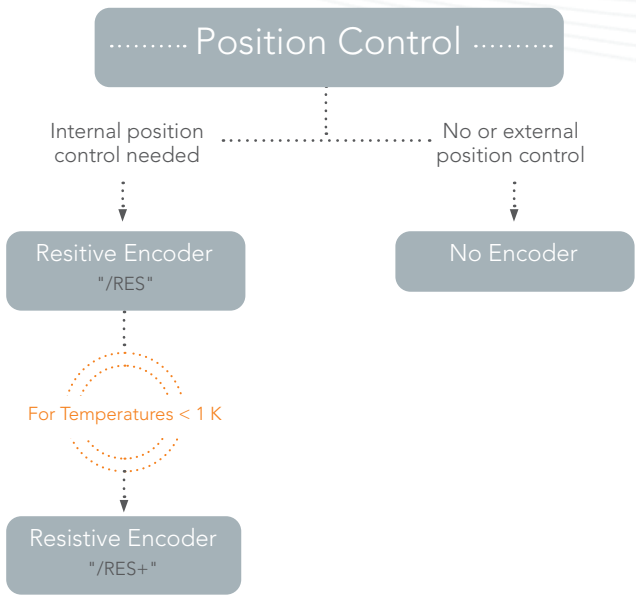 Position Control
Internal position
control needed
No or external
position control
Resitive Encoder
"/RES"
No Encoder
For Temperatures < 1 K
Resistive Encoder
"/RES+"